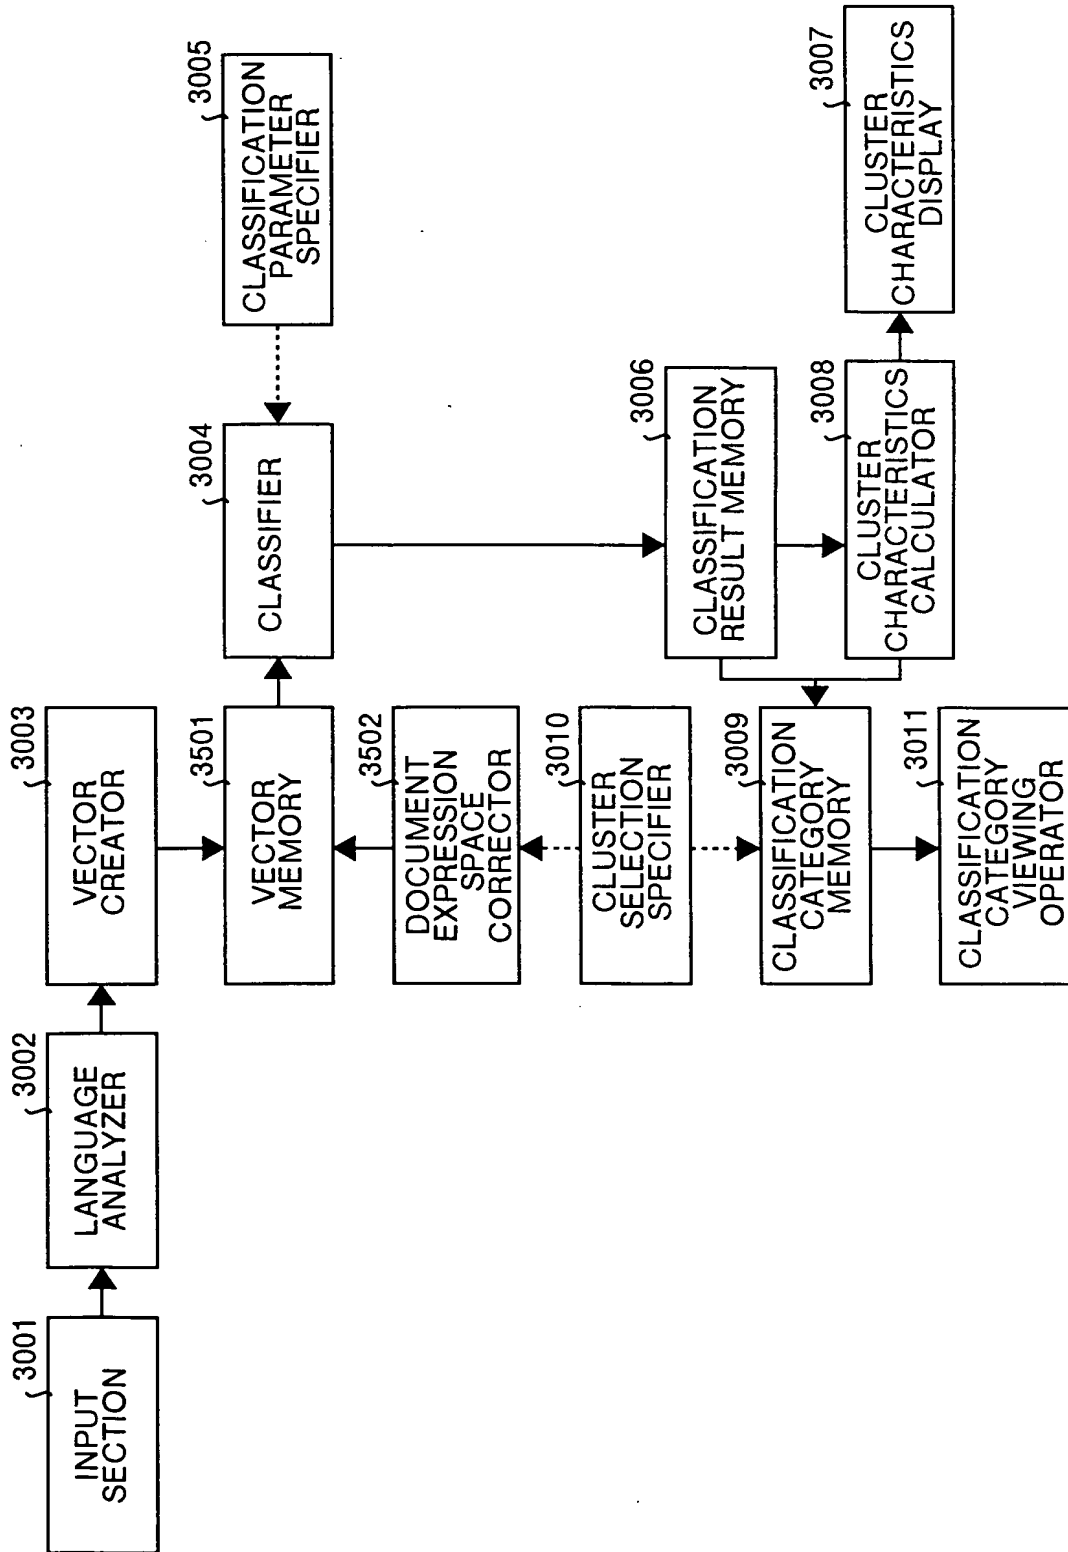 3001
INPUT
SECTION
3002
LANGUAGE
ANALYZER
3003
VECTOR
CREATOR
3501
VECTOR
MEMORY
3004
CLASSIFIER
3005
CLASSIFICATION
PARAMETER
SPECIFIER
3502
DOCUMENT
EXPRESSION
SPACE
CORRECTOR
3010
CLUSTER
SELECTION
SPECIFIER
3006
CLASSIFICATION
RESULT MEMORY
3009
CLASSIFICATION
CATEGORY
MEMORY
3008
CLUSTER
CHARACTERISTICS
CALCULATOR
3007
CLUSTER
CHARACTERISTICS
DISPLAY
3011
CLASSIFICATION
CATEGORY
VIEWING
OPERATOR